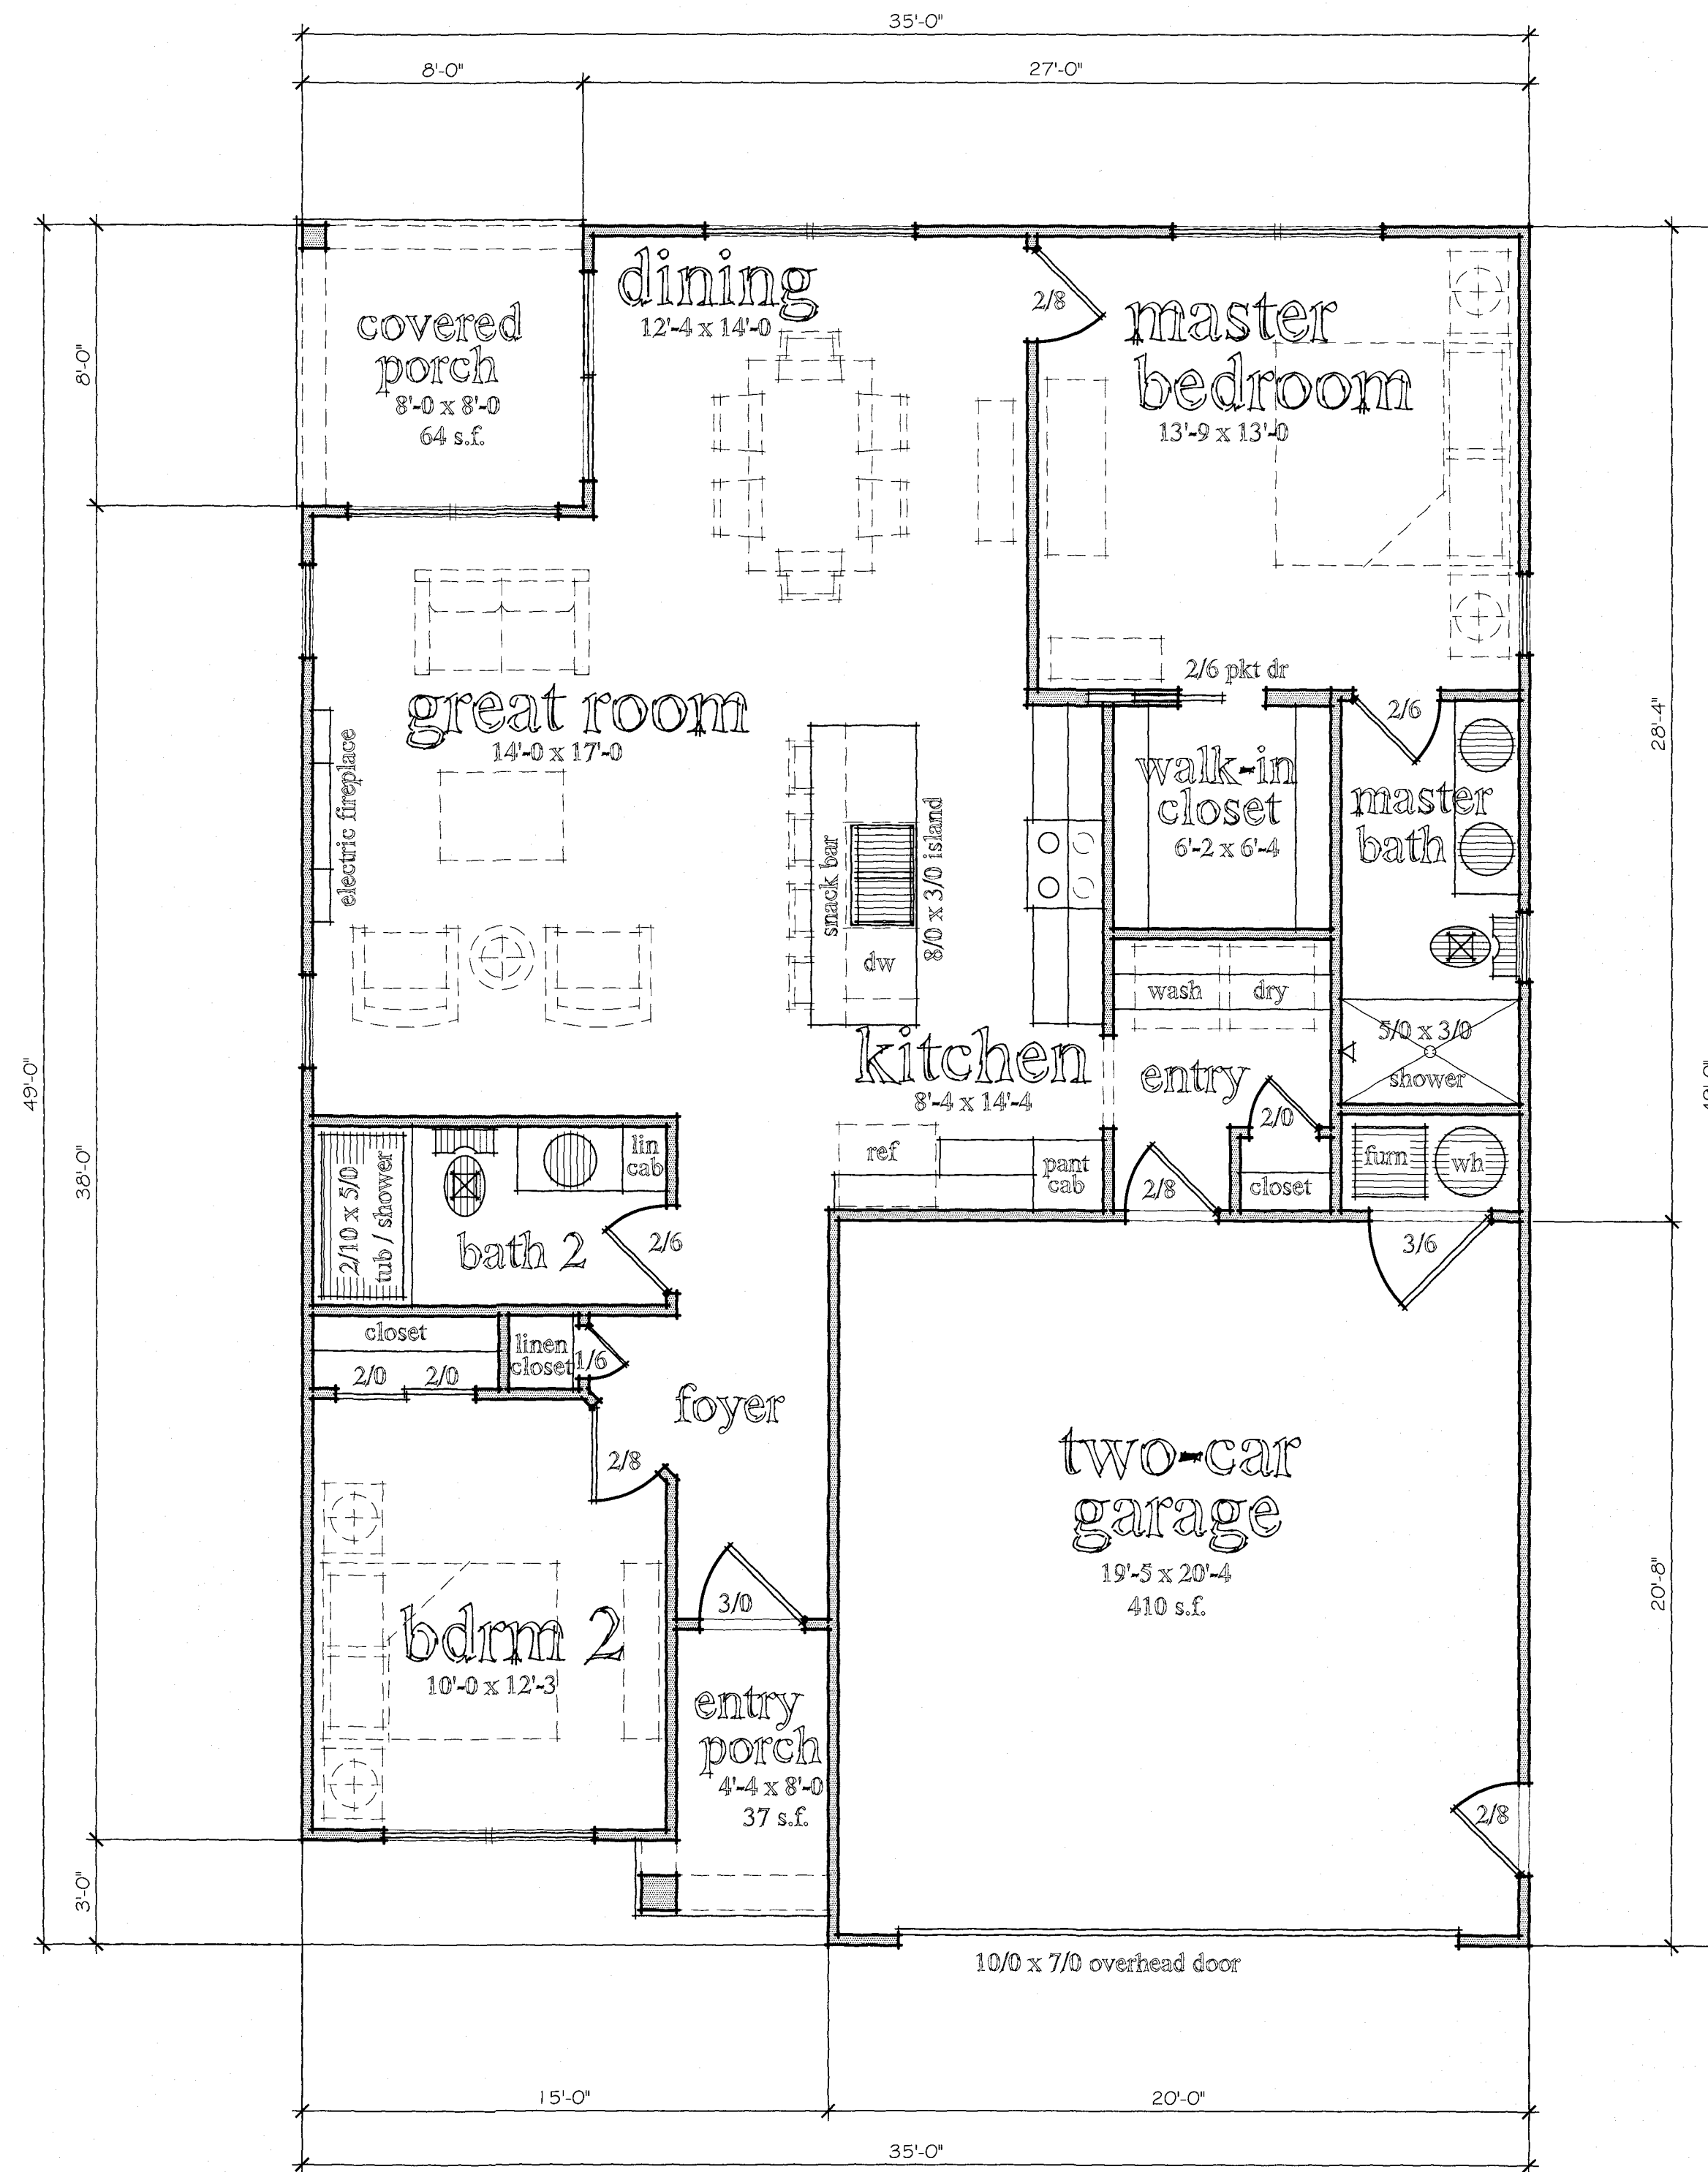 35'-0"
8'-0"
27'-0"
dining
12'-4 x 14'-0
2/8
master
bedroom
13'-9 x 13'-0
covered
porch
8'-0 x 8'-0
64 s.f.
8'-0"
2/6 pkt dr
great room
14'-0 x 17'-0
2/6
28'-4"
electric fireplace
walk-in
closet
6'-2 x 6'-4
master
bath
snack bar
8/0 x 3/0 island
dw
wash
dry
5/0 x 3/0
shower
kitchen
8'-4 x 14'-4
entry
2/0
49'-0"
38'-0"
2/10 x 5/0
tub / shower
lin
cab
ref
pant
cab
2/8
closet
furn
wh
bath 2
2/6
3/6
closet
2/0
2/0
linen
closet
1/6
foyer
2/8
two-car
garage
19'-5 x 20'-4
410 s.f.
20'-8"
3/0
bdrm 2
10'-0 x 12'-3
entry
porch
4'-4 x 8'-0
37 s.f.
2/8
3'-0"
10/0 x 7/0 overhead door
15'-0"
20'-0"
35'-0"